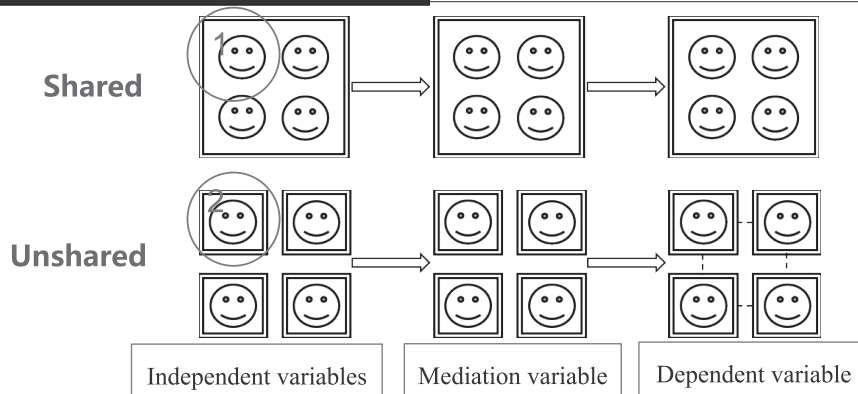 1
Shared
2
Unshared
Independent variables
Mediation variable
Dependent variable